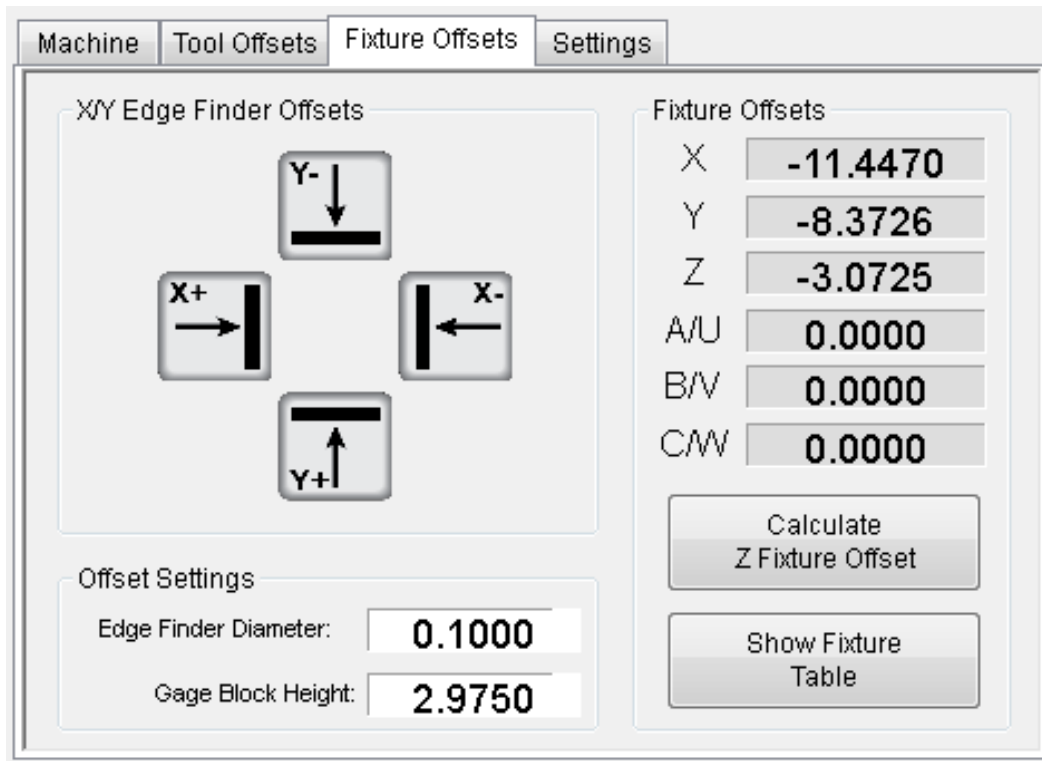 Machine Tool Offsets Fixture Offsets Settings
X/Y Edge Finder Offsets
Y-
X+
X-
Y+
Offset Settings
Edge Finder Diameter: 0.1000
Gage Block Height: 2.9750
Fixture Offsets
X -11.4470
Y -8.3726
Z -3.0725
A/U 0.0000
B/V 0.0000
C/W 0.0000
Calculate
Z Fixture Offset
Show Fixture
Table